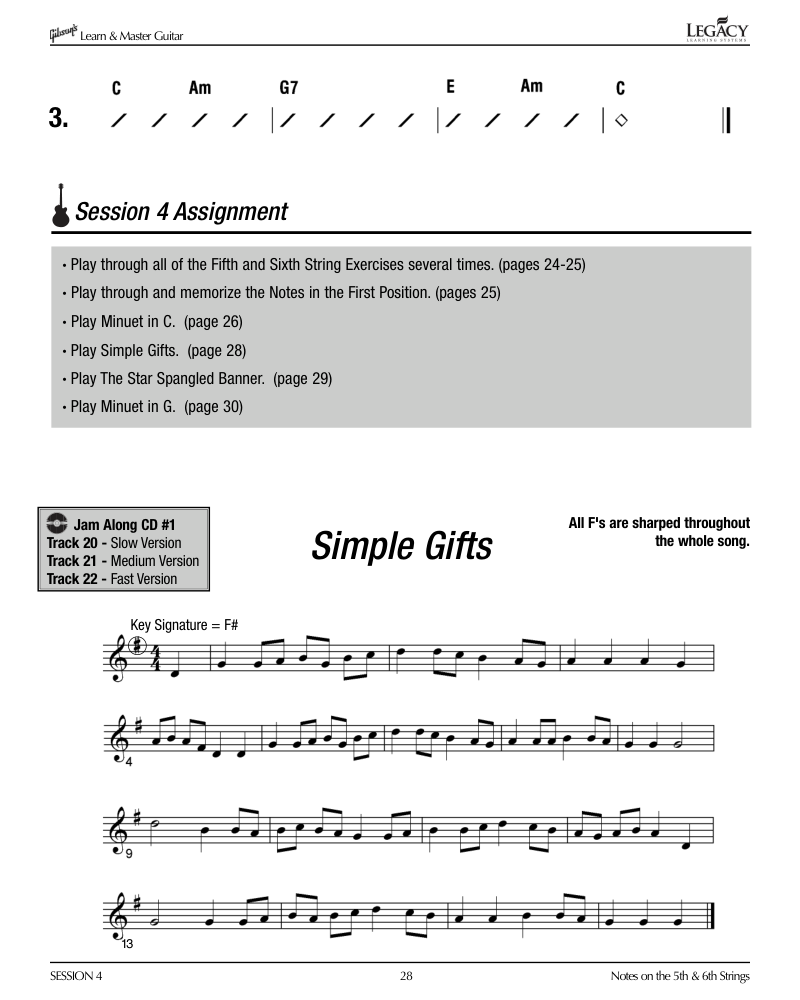 Gibson's Learn & Master Guitar
LEGACY
LEARNING SYSTEMS
C Am G7 E Am C
3.
Session 4 Assignment
• Play through all of the Fifth and Sixth String Exercises several times. (pages 24-25)
• Play through and memorize the Notes in the First Position. (pages 25)
• Play Minuet in C. (page 26)
• Play Simple Gifts. (page 28)
• Play The Star Spangled Banner. (page 29)
• Play Minuet in G. (page 30)
Jam Along CD #1
Track 20 - Slow Version
Track 21 - Medium Version
Track 22 - Fast Version
Simple Gifts
All F's are sharped throughout
the whole song.
Key Signature = F#
4
4
4
9
13
SESSION 4 28 Notes on the 5th & 6th Strings